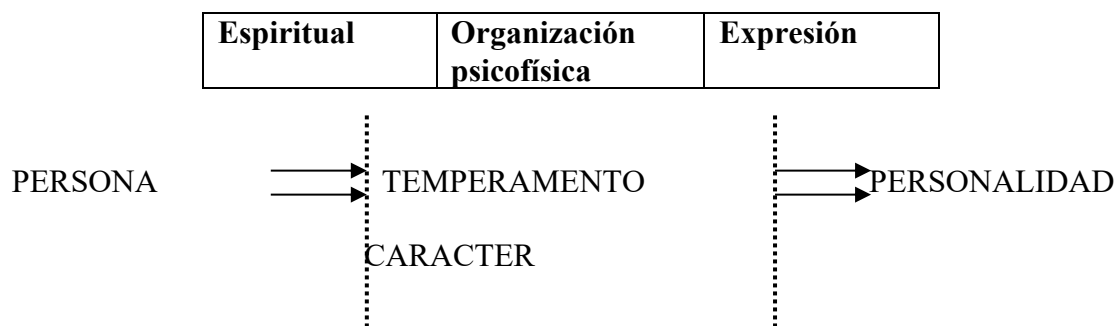 Espiritual Organización Expresión
psicofísica
PERSONA TEMPERAMENTO PERSONALIDAD
CARACTER